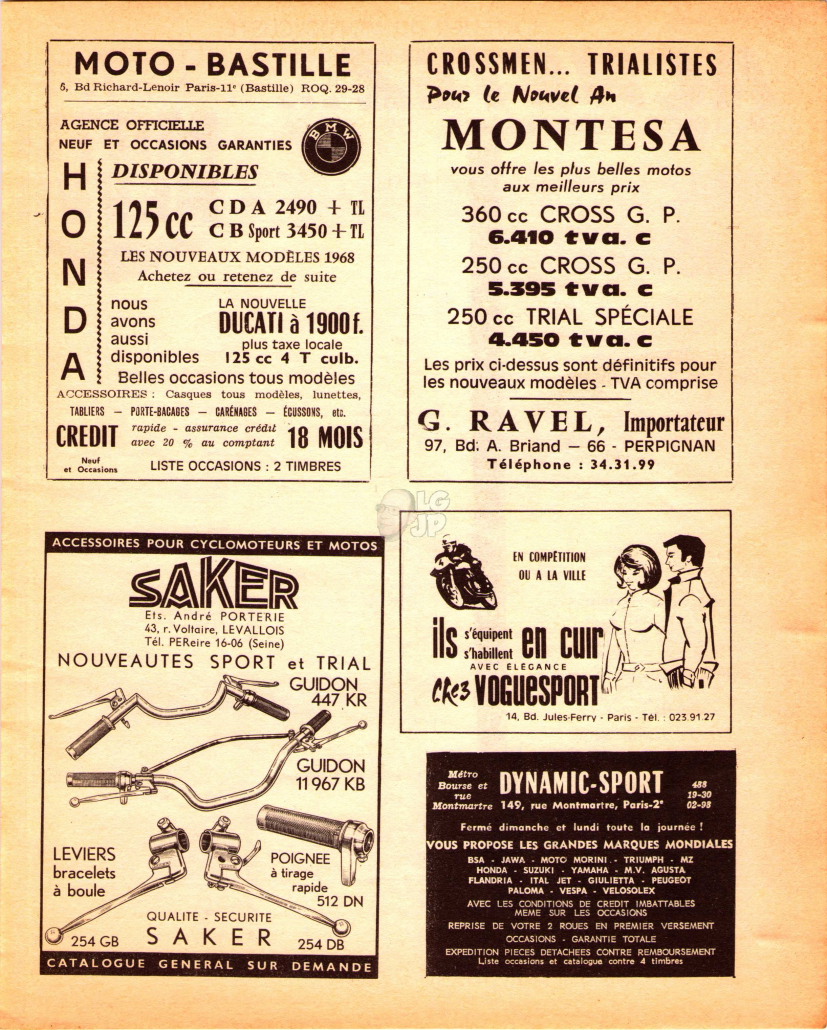 MOTO - BASTILLE
5, Bd Richard-Lenoir Paris-11e (Bastille) ROQ. 29-28
AGENCE OFFICIELLE
NEUF ET OCCASIONS GARANTIES
BMW
HONDA
DISPONIBLES
125 cc
CDA 2490 + TL
CB Sport 3450 + TL
LES NOUVEAUX MODÈLES 1968
Achetez ou retenez de suite
nous
avons
aussi
disponibles
LA NOUVELLE
DUCATI à 1900 f.
plus taxe locale
125 cc 4 T culb.
Belles occasions tous modèles
ACCESSOIRES : Casques tous modèles, lunettes,
TABLIERS — PORTE-BAGAGES — CARÉNAGES — ÉCUSSONS, etc.
CREDIT
rapide - assurance crédit
avec 20 % au comptant
18 MOIS
Neuf
et Occasions
LISTE OCCASIONS : 2 TIMBRES
CROSSMEN... TRIALISTES
Pour le Nouvel An
MONTESA
vous offre les plus belles motos
aux meilleurs prix
360 cc CROSS G. P.
6.410 tva. c
250 cc CROSS G. P.
5.395 tva. c
250 cc TRIAL SPÉCIALE
4.450 tva. c
Les prix ci-dessus sont définitifs pour
les nouveaux modèles - TVA comprise
G. RAVEL, Importateur
97, Bd. A. Briand — 66 - PERPIGNAN
Téléphone : 34.31.99
LG
JP
ACCESSOIRES POUR CYCLOMOTEURS ET MOTOS
SAKER
Ets. André PORTERIE
43, r. Voltaire, LEVALLOIS
Tél. PEReire 16-06 (Seine)
NOUVEAUTES SPORT et TRIAL
GUIDON
447 KR
GUIDON
11 967 KB
LEVIERS
bracelets
à boule
POIGNEE
à tirage
rapide
512 DN
QUALITE - SECURITE
254 GB SAKER 254 DB
CATALOGUE GENERAL SUR DEMANDE
EN COMPÉTITION
OU A LA VILLE
ils s'équipent
s'habillent en cuir
AVEC ÉLÉGANCE
chez VOGUESPORT
14, Bd. Jules-Ferry - Paris - Tél. : 023.91.27
Métro
Bourse et
rue
Montmartre
DYNAMIC-SPORT
149, rue Montmartre, Paris-2e
488
19-30
02-98
Fermé dimanche et lundi toute la journée !
VOUS PROPOSE LES GRANDES MARQUES MONDIALES
BSA - JAWA - MOTO MORINI - TRIUMPH - MZ
HONDA - SUZUKI - YAMAHA - M.V. AGUSTA
FLANDRIA - ITAL JET - GIULIETTA - PEUGEOT
PALOMA - VESPA - VELOSOLEX
AVEC LES CONDITIONS DE CREDIT IMBATTABLES
MEME SUR LES OCCASIONS
REPRISE DE VOTRE 2 ROUES EN PREMIER VERSEMENT
OCCASIONS - GARANTIE TOTALE
EXPEDITION PIECES DETACHEES CONTRE REMBOURSEMENT
Liste occasions et catalogue contre 4 timbres